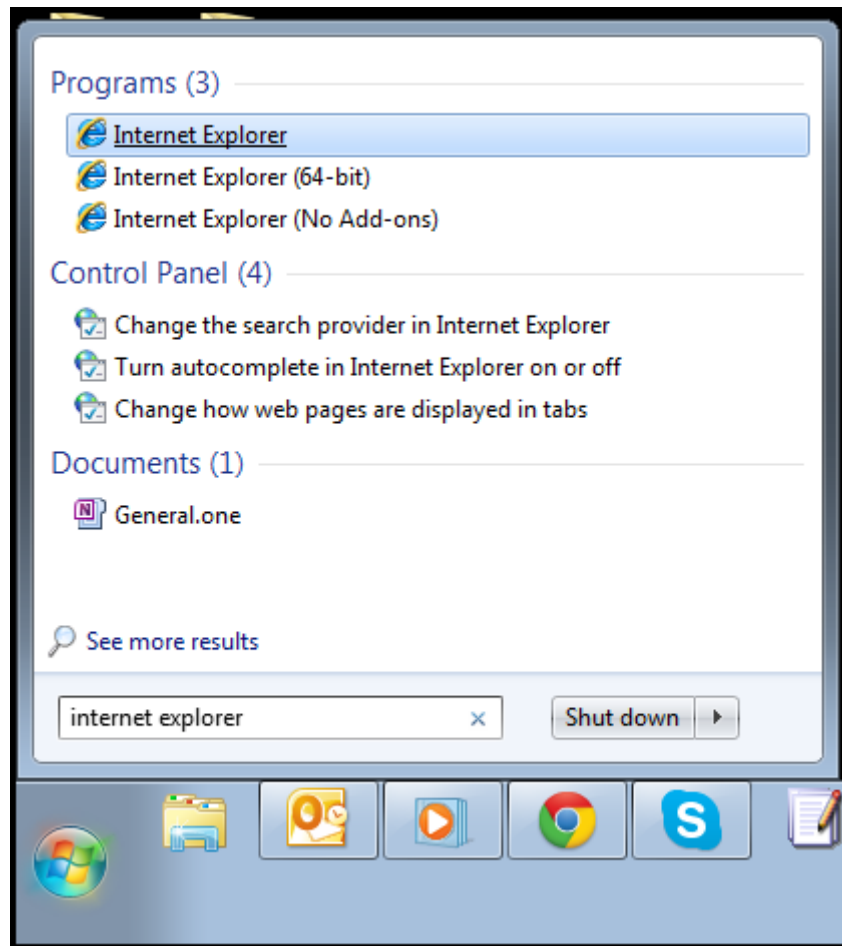 Programs (3)
Internet Explorer
Internet Explorer (64-bit)
Internet Explorer (No Add-ons)
Control Panel (4)
Change the search provider in Internet Explorer
Turn autocomplete in Internet Explorer on or off
Change how web pages are displayed in tabs
Documents (1)
General.one
See more results
internet explorer
Shut down